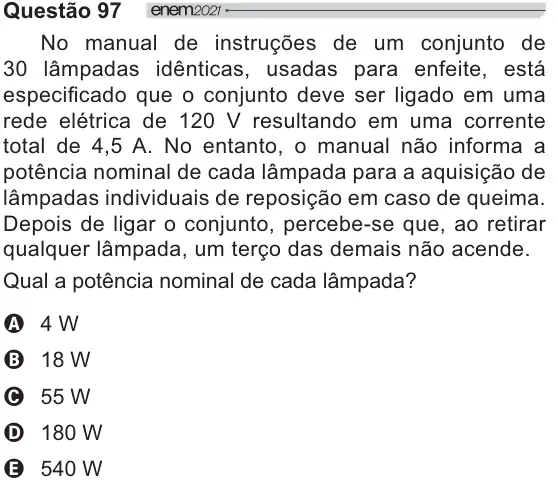 Questão 97 enem2021
No manual de instruções de um conjunto de
30 lâmpadas idênticas, usadas para enfeite, está
especificado que o conjunto deve ser ligado em uma
rede elétrica de 120 V resultando em uma corrente
total de 4,5 A. No entanto, o manual não informa a
potência nominal de cada lâmpada para a aquisição de
lâmpadas individuais de reposição em caso de queima.
Depois de ligar o conjunto, percebe-se que, ao retirar
qualquer lâmpada, um terço das demais não acende.
Qual a potência nominal de cada lâmpada?
A 4 W
B 18 W
C 55 W
D 180 W
E 540 W